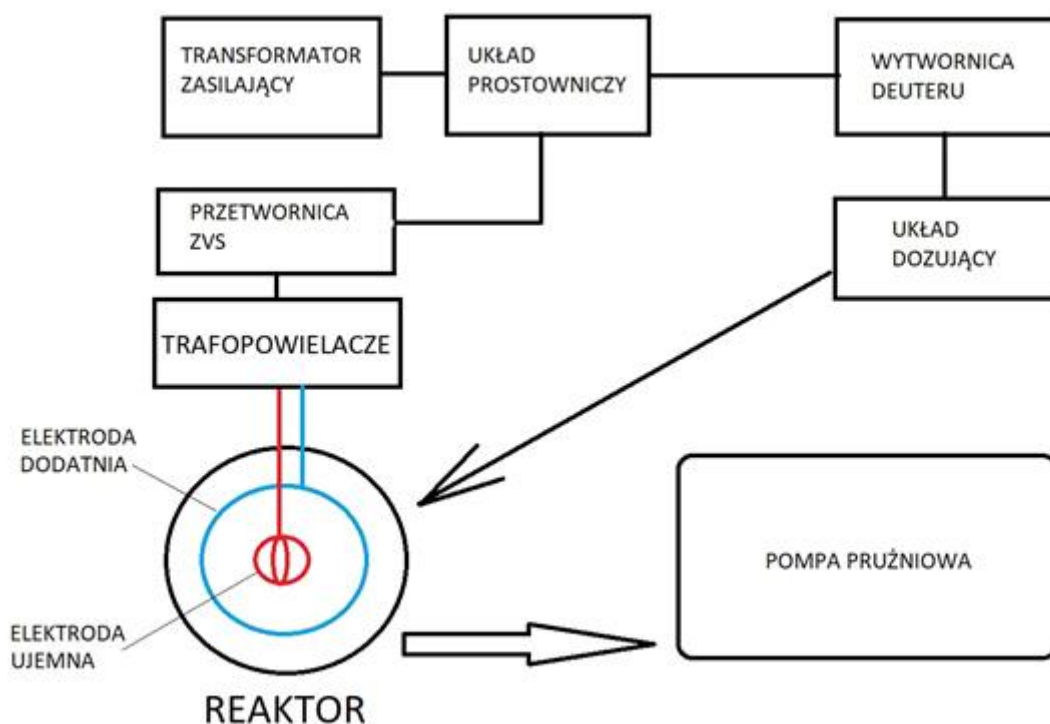 TRANSFORMATOR
ZASILAJĄCY
UKŁAD
PROSTOWNICZY
WYTWORNICA
DEUTERU
PRZETWORNICA
ZVS
UKŁAD
DOZUJĄCY
TRAFOPOWIELACZE
ELEKTRODA
DODATNIA
POMPA PRUŻNIOWA
ELEKTRODA
UJEMNA
REAKTOR